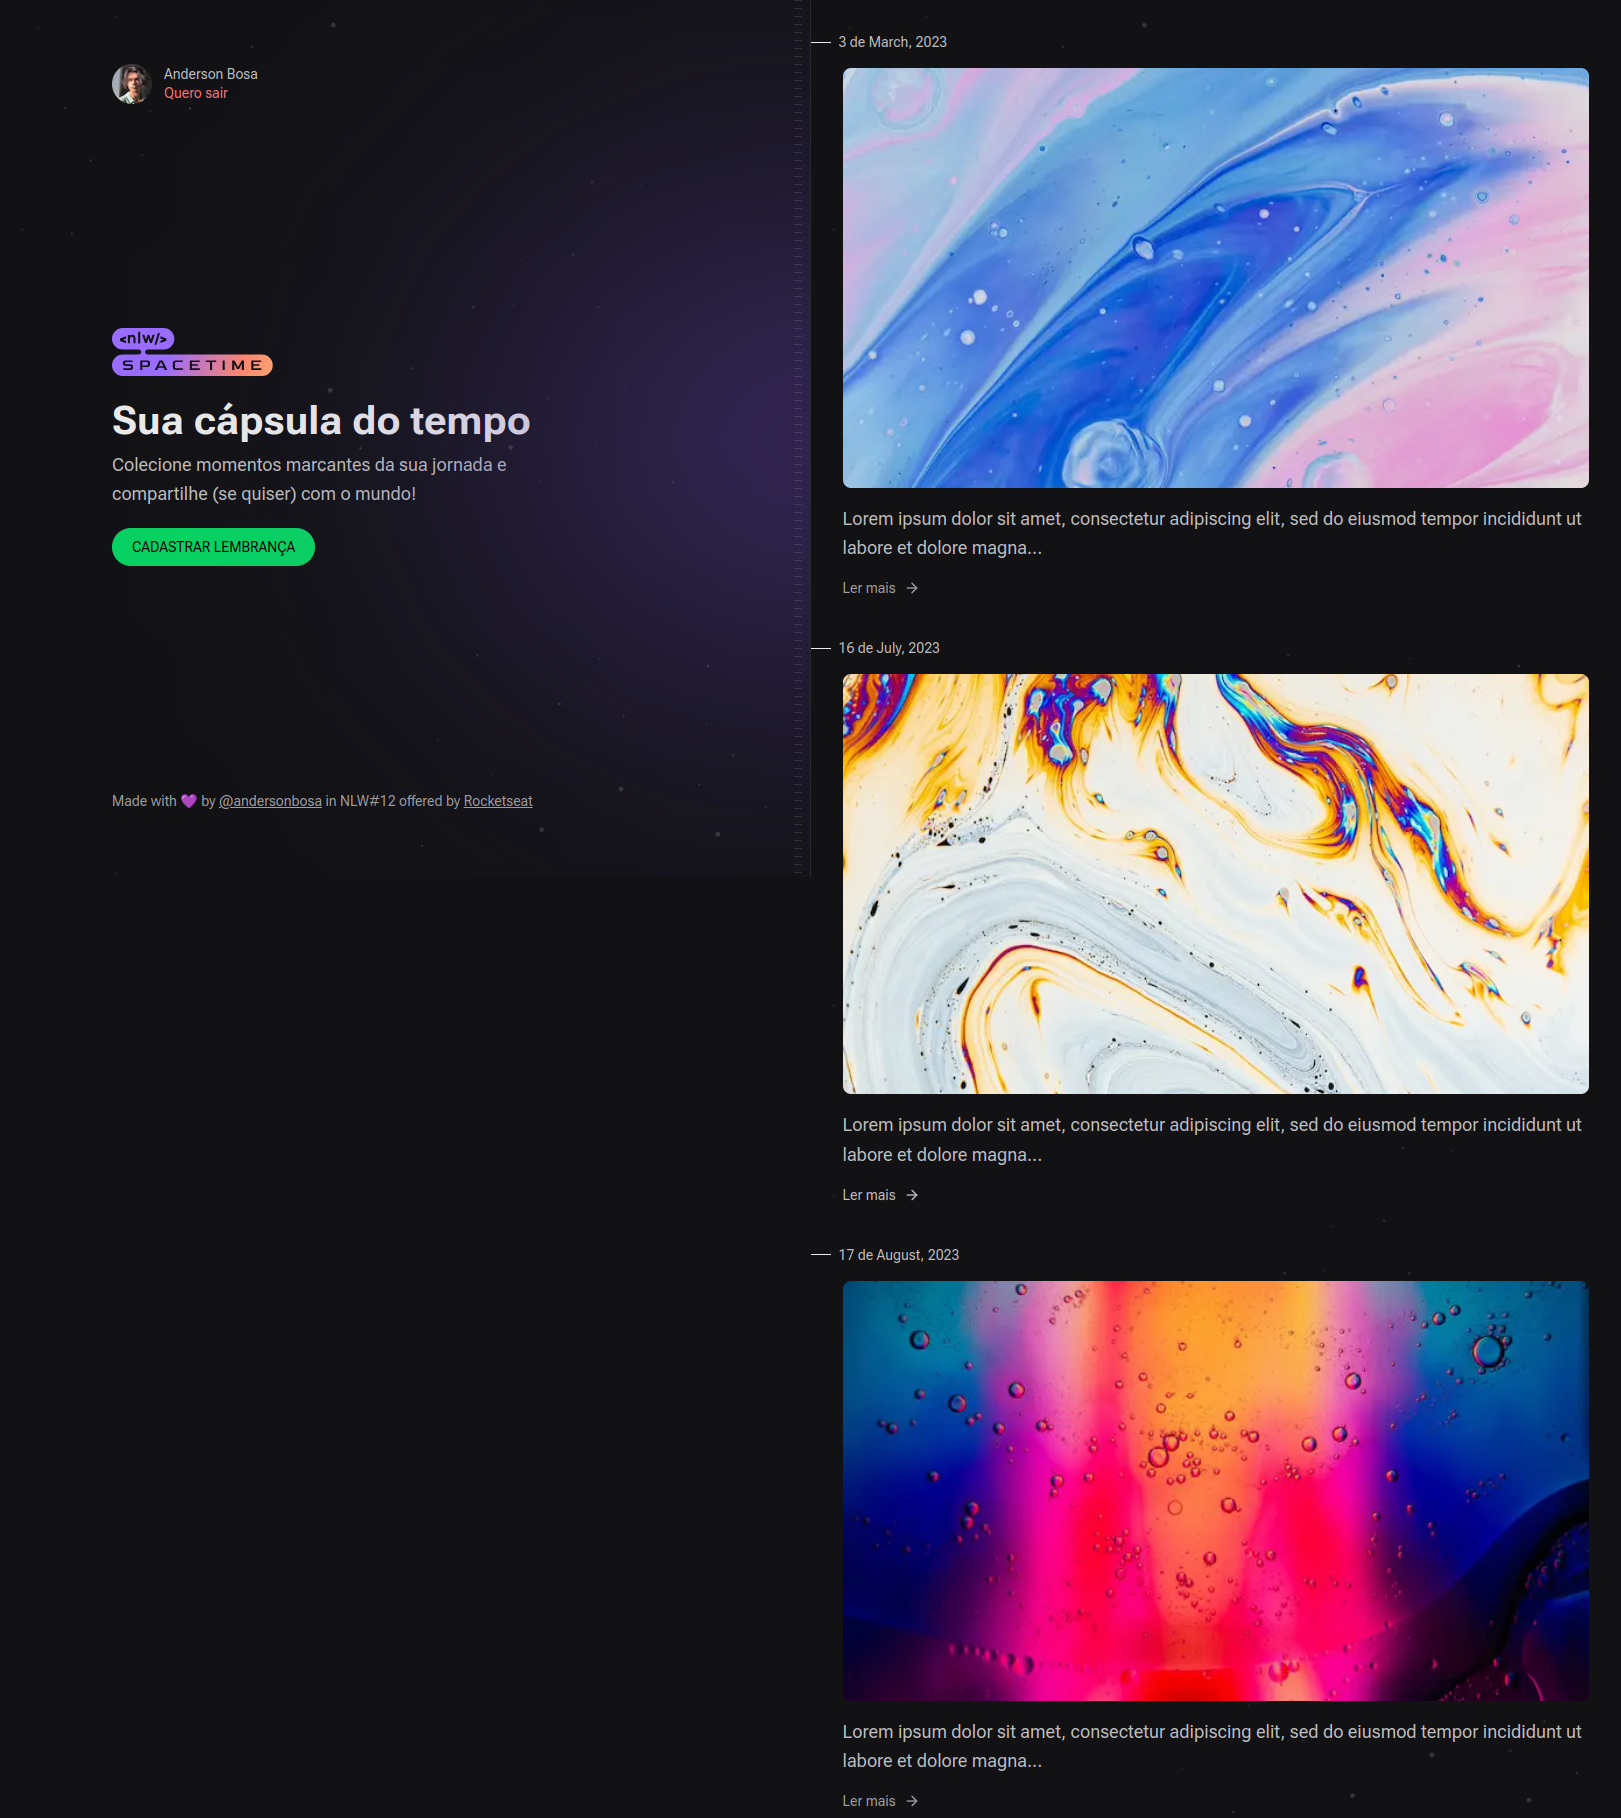 Anderson Bosa
Quero sair
<nlw/>
SPACETIME
Sua cápsula do tempo
Colecione momentos marcantes da sua jornada e
compartilhe (se quiser) com o mundo!
CADASTRAR LEMBRANÇA
Made with 💜 by @andersonbosa in NLW#12 offered by Rocketseat
3 de March, 2023
Lorem ipsum dolor sit amet, consectetur adipiscing elit, sed do eiusmod tempor incididunt ut
labore et dolore magna...
Ler mais →
16 de July, 2023
Lorem ipsum dolor sit amet, consectetur adipiscing elit, sed do eiusmod tempor incididunt ut
labore et dolore magna...
Ler mais →
17 de August, 2023
Lorem ipsum dolor sit amet, consectetur adipiscing elit, sed do eiusmod tempor incididunt ut
labore et dolore magna...
Ler mais →